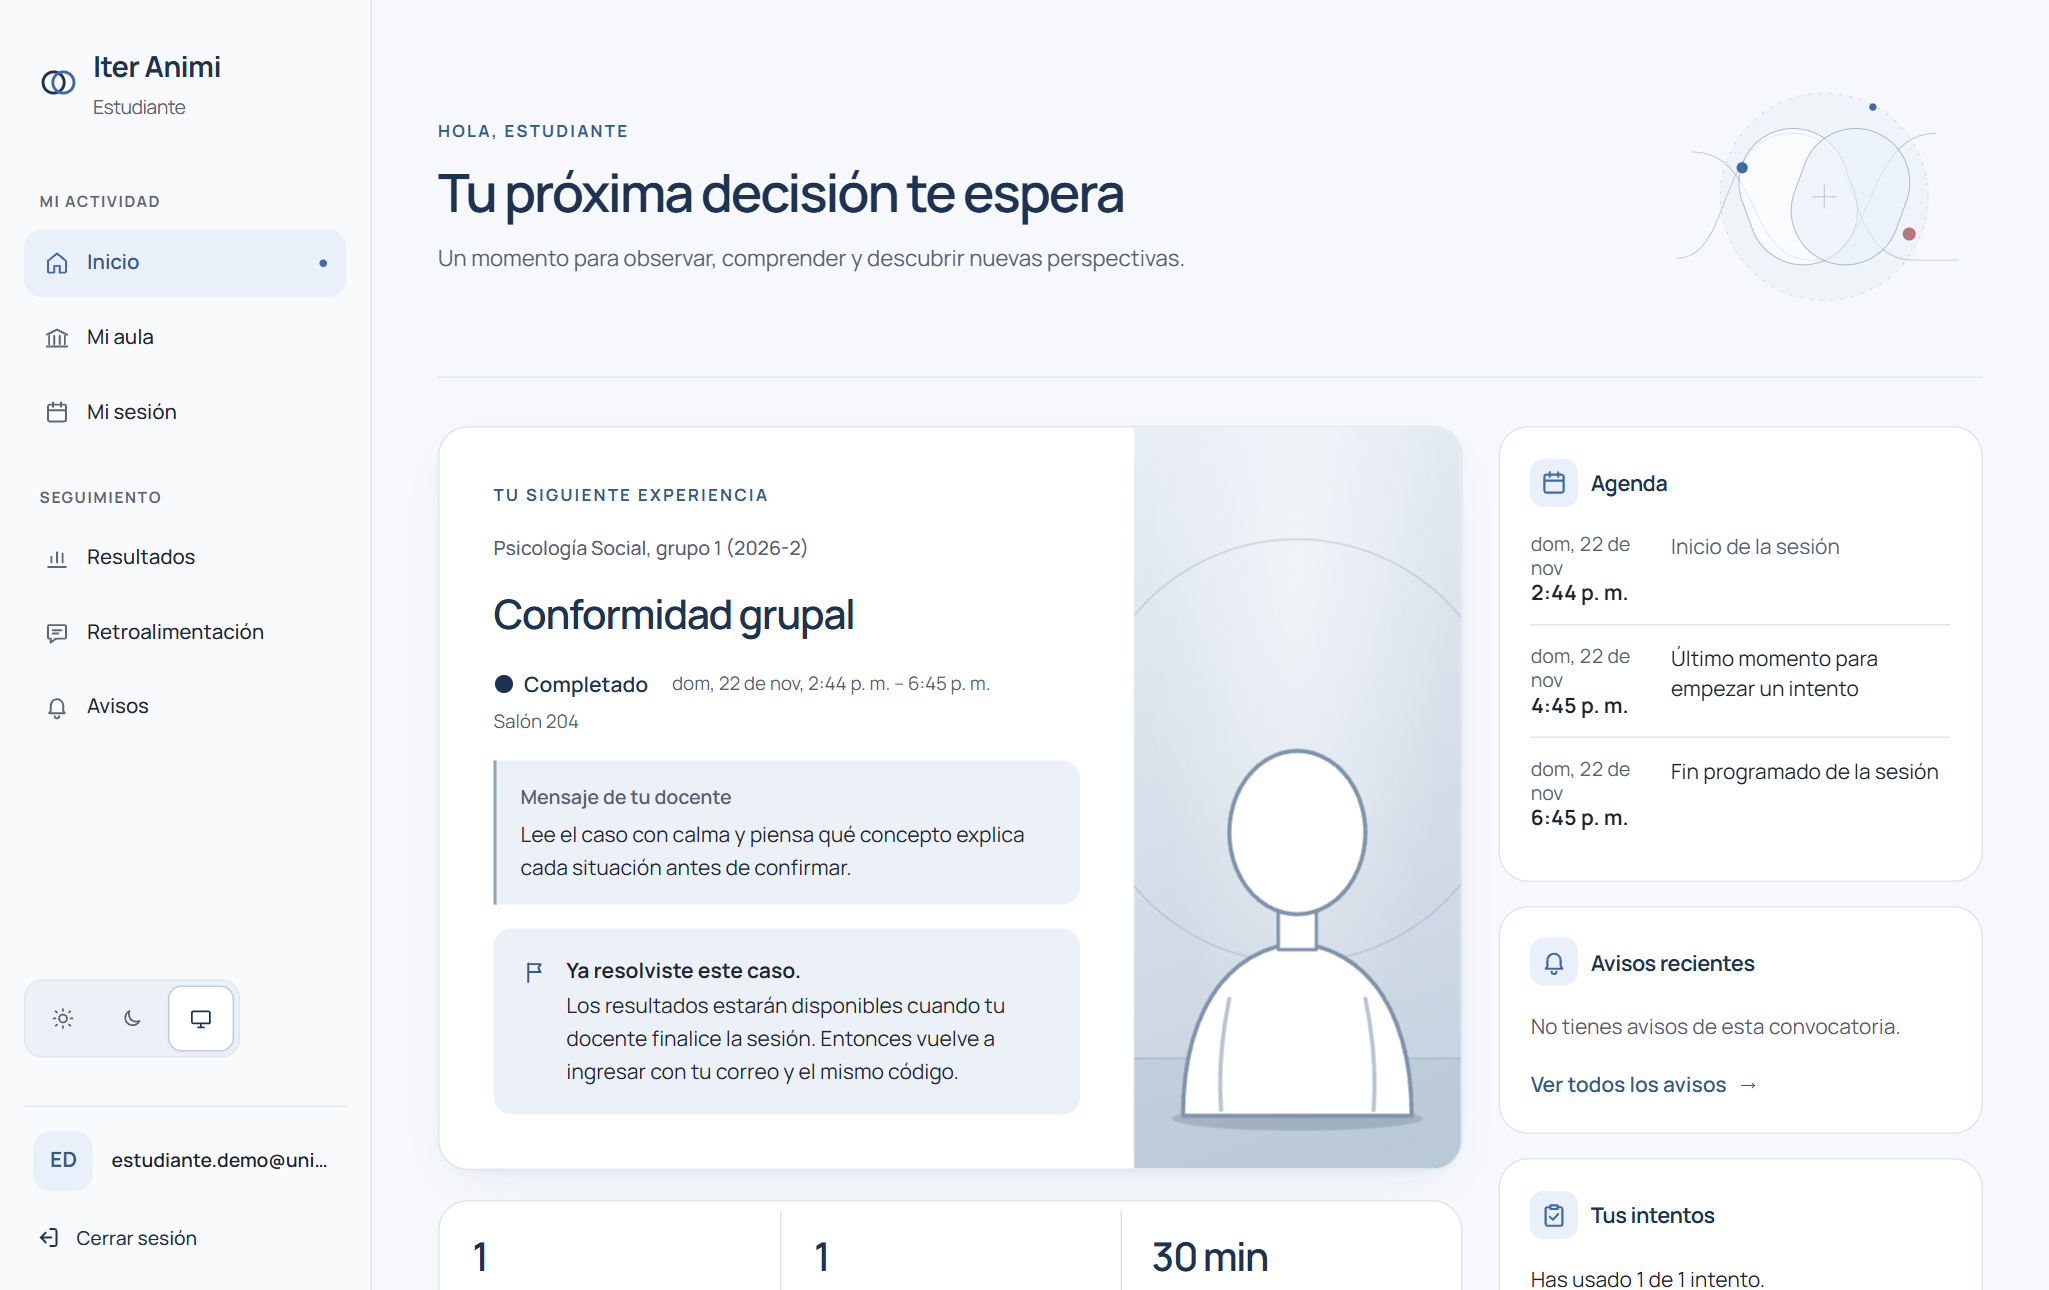 Iter Animi
Estudiante
MI ACTIVIDAD
Inicio
Mi aula
Mi sesión
SEGUIMIENTO
Resultados
Retroalimentación
Avisos
ED
estudiante.demo@uni...
Cerrar sesión
HOLA, ESTUDIANTE
Tu próxima decisión te espera
Un momento para observar, comprender y descubrir nuevas perspectivas.
TU SIGUIENTE EXPERIENCIA
Psicología Social, grupo 1 (2026-2)
Conformidad grupal
Completado dom, 22 de nov, 2:44 p. m. – 6:45 p. m.
Salón 204
Mensaje de tu docente
Lee el caso con calma y piensa qué concepto explica
cada situación antes de confirmar.
Ya resolviste este caso.
Los resultados estarán disponibles cuando tu
docente finalice la sesión. Entonces vuelve a
ingresar con tu correo y el mismo código.
1
1
30 min
Agenda
dom, 22 de
nov
2:44 p. m.
Inicio de la sesión
dom, 22 de
nov
4:45 p. m.
Último momento para
empezar un intento
dom, 22 de
nov
6:45 p. m.
Fin programado de la sesión
Avisos recientes
No tienes avisos de esta convocatoria.
Ver todos los avisos →
Tus intentos
Has usado 1 de 1 intento.